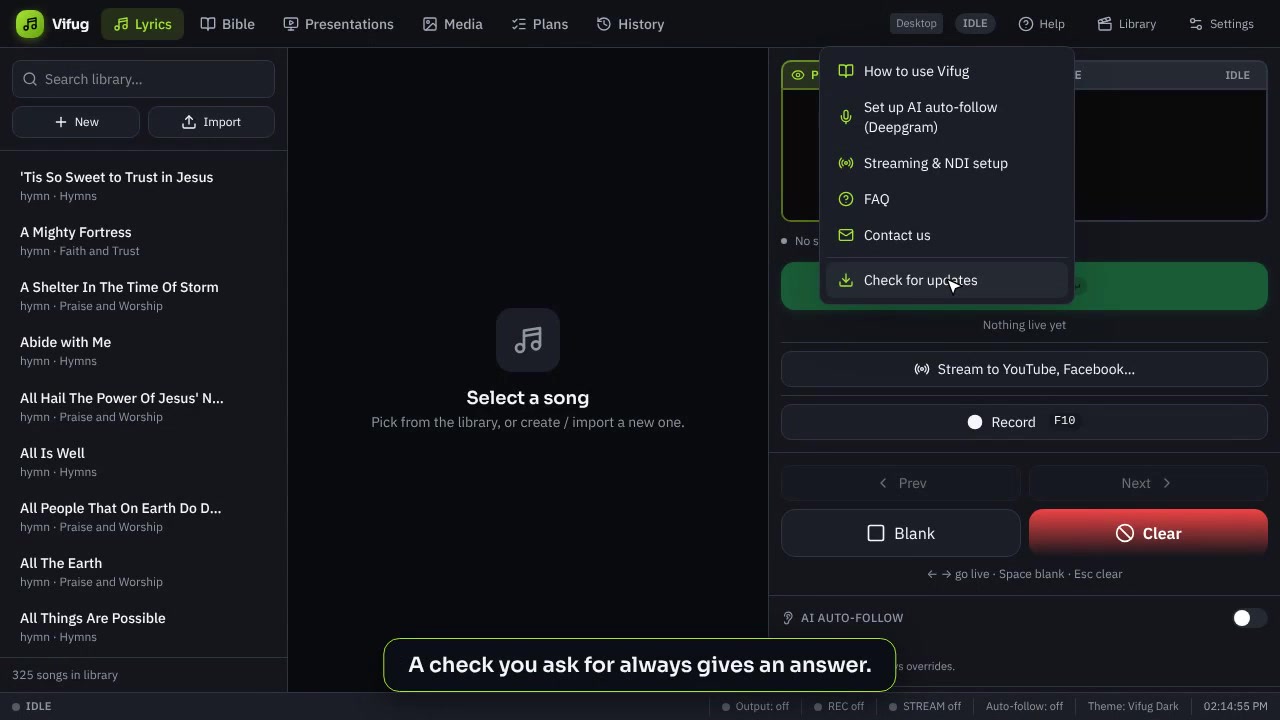 Vifug
Lyrics
Bible
Presentations
Media
Plans
History
Desktop
IDLE
Help
Library
Settings
Search library...
New
Import
'Tis So Sweet to Trust in Jesus
hymn · Hymns
A Mighty Fortress
hymn · Faith and Trust
A Shelter In The Time Of Storm
hymn · Praise and Worship
Abide with Me
hymn · Hymns
All Hail The Power Of Jesus' N...
hymn · Praise and Worship
All Is Well
hymn · Hymns
All People That On Earth Do D...
hymn · Praise and Worship
All The Earth
hymn · Praise and Worship
All Things Are Possible
hymn · Hymns
325 songs in library
Select a song
Pick from the library, or create / import a new one.
How to use Vifug
Set up AI auto-follow
(Deepgram)
Streaming & NDI setup
FAQ
Contact us
Check for updates
IDLE
No s
Nothing live yet
Stream to YouTube, Facebook...
Record F10
Prev
Next
Blank
Clear
← → go live · Space blank · Esc clear
AI AUTO-FOLLOW
overrides.
A check you ask for always gives an answer.
IDLE
Output: off
REC off
STREAM off
Auto-follow: off
Theme: Vifug Dark
02:14:55 PM